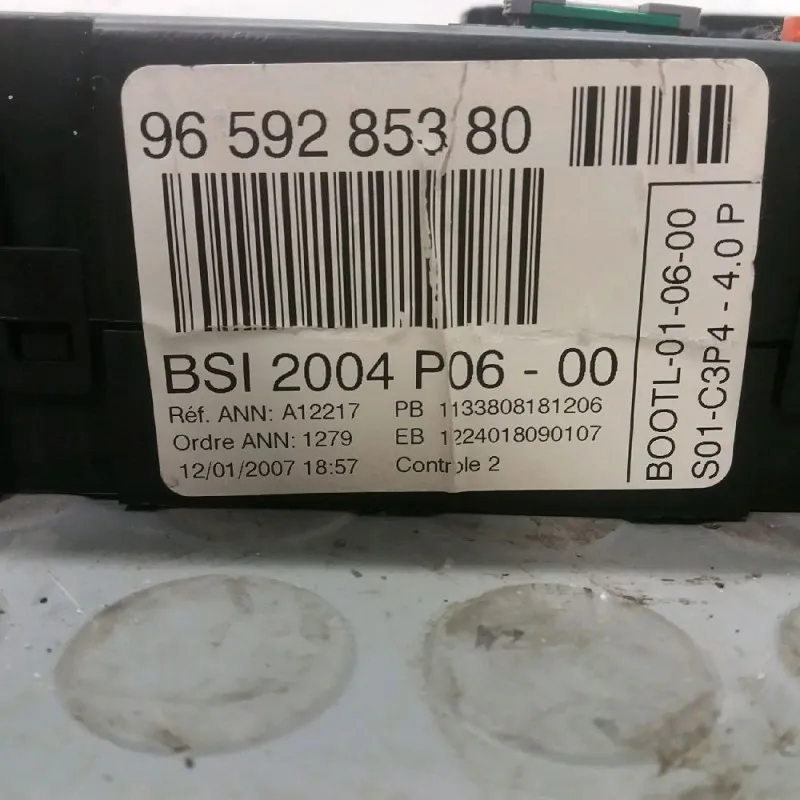 96 592 853 80
BSI 2004 P06 - 00
Réf. ANN: A12217 PB 1133808181206
Ordre ANN: 1279 EB 1224018090107
12/01/2007 18:57 Controle 2
BOOTL-01-06-00
S01-C3P4 - 4.0 P